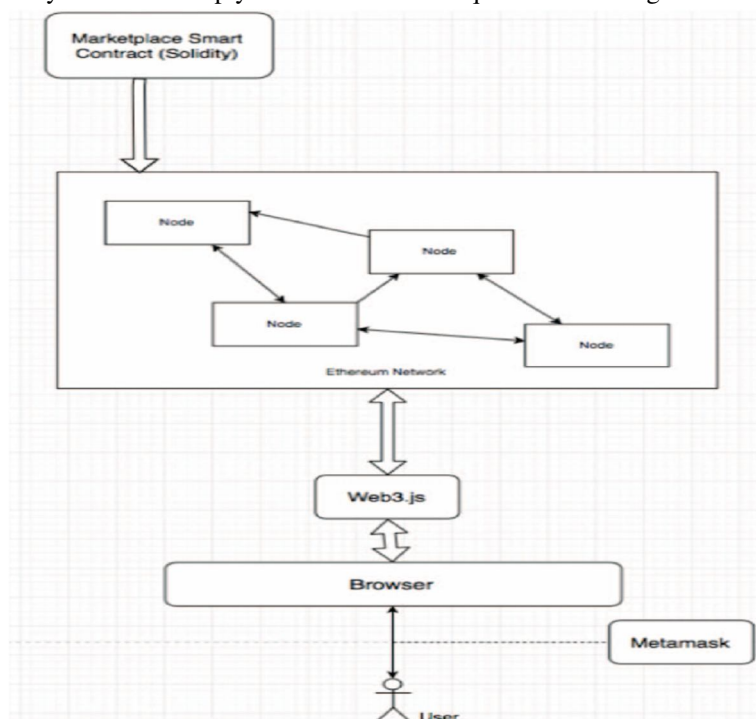 Marketplace Smart
Contract (Solidity)
Node
Node
Node
Node
Ethereum Network
Web3.js
Browser
Metamask
User